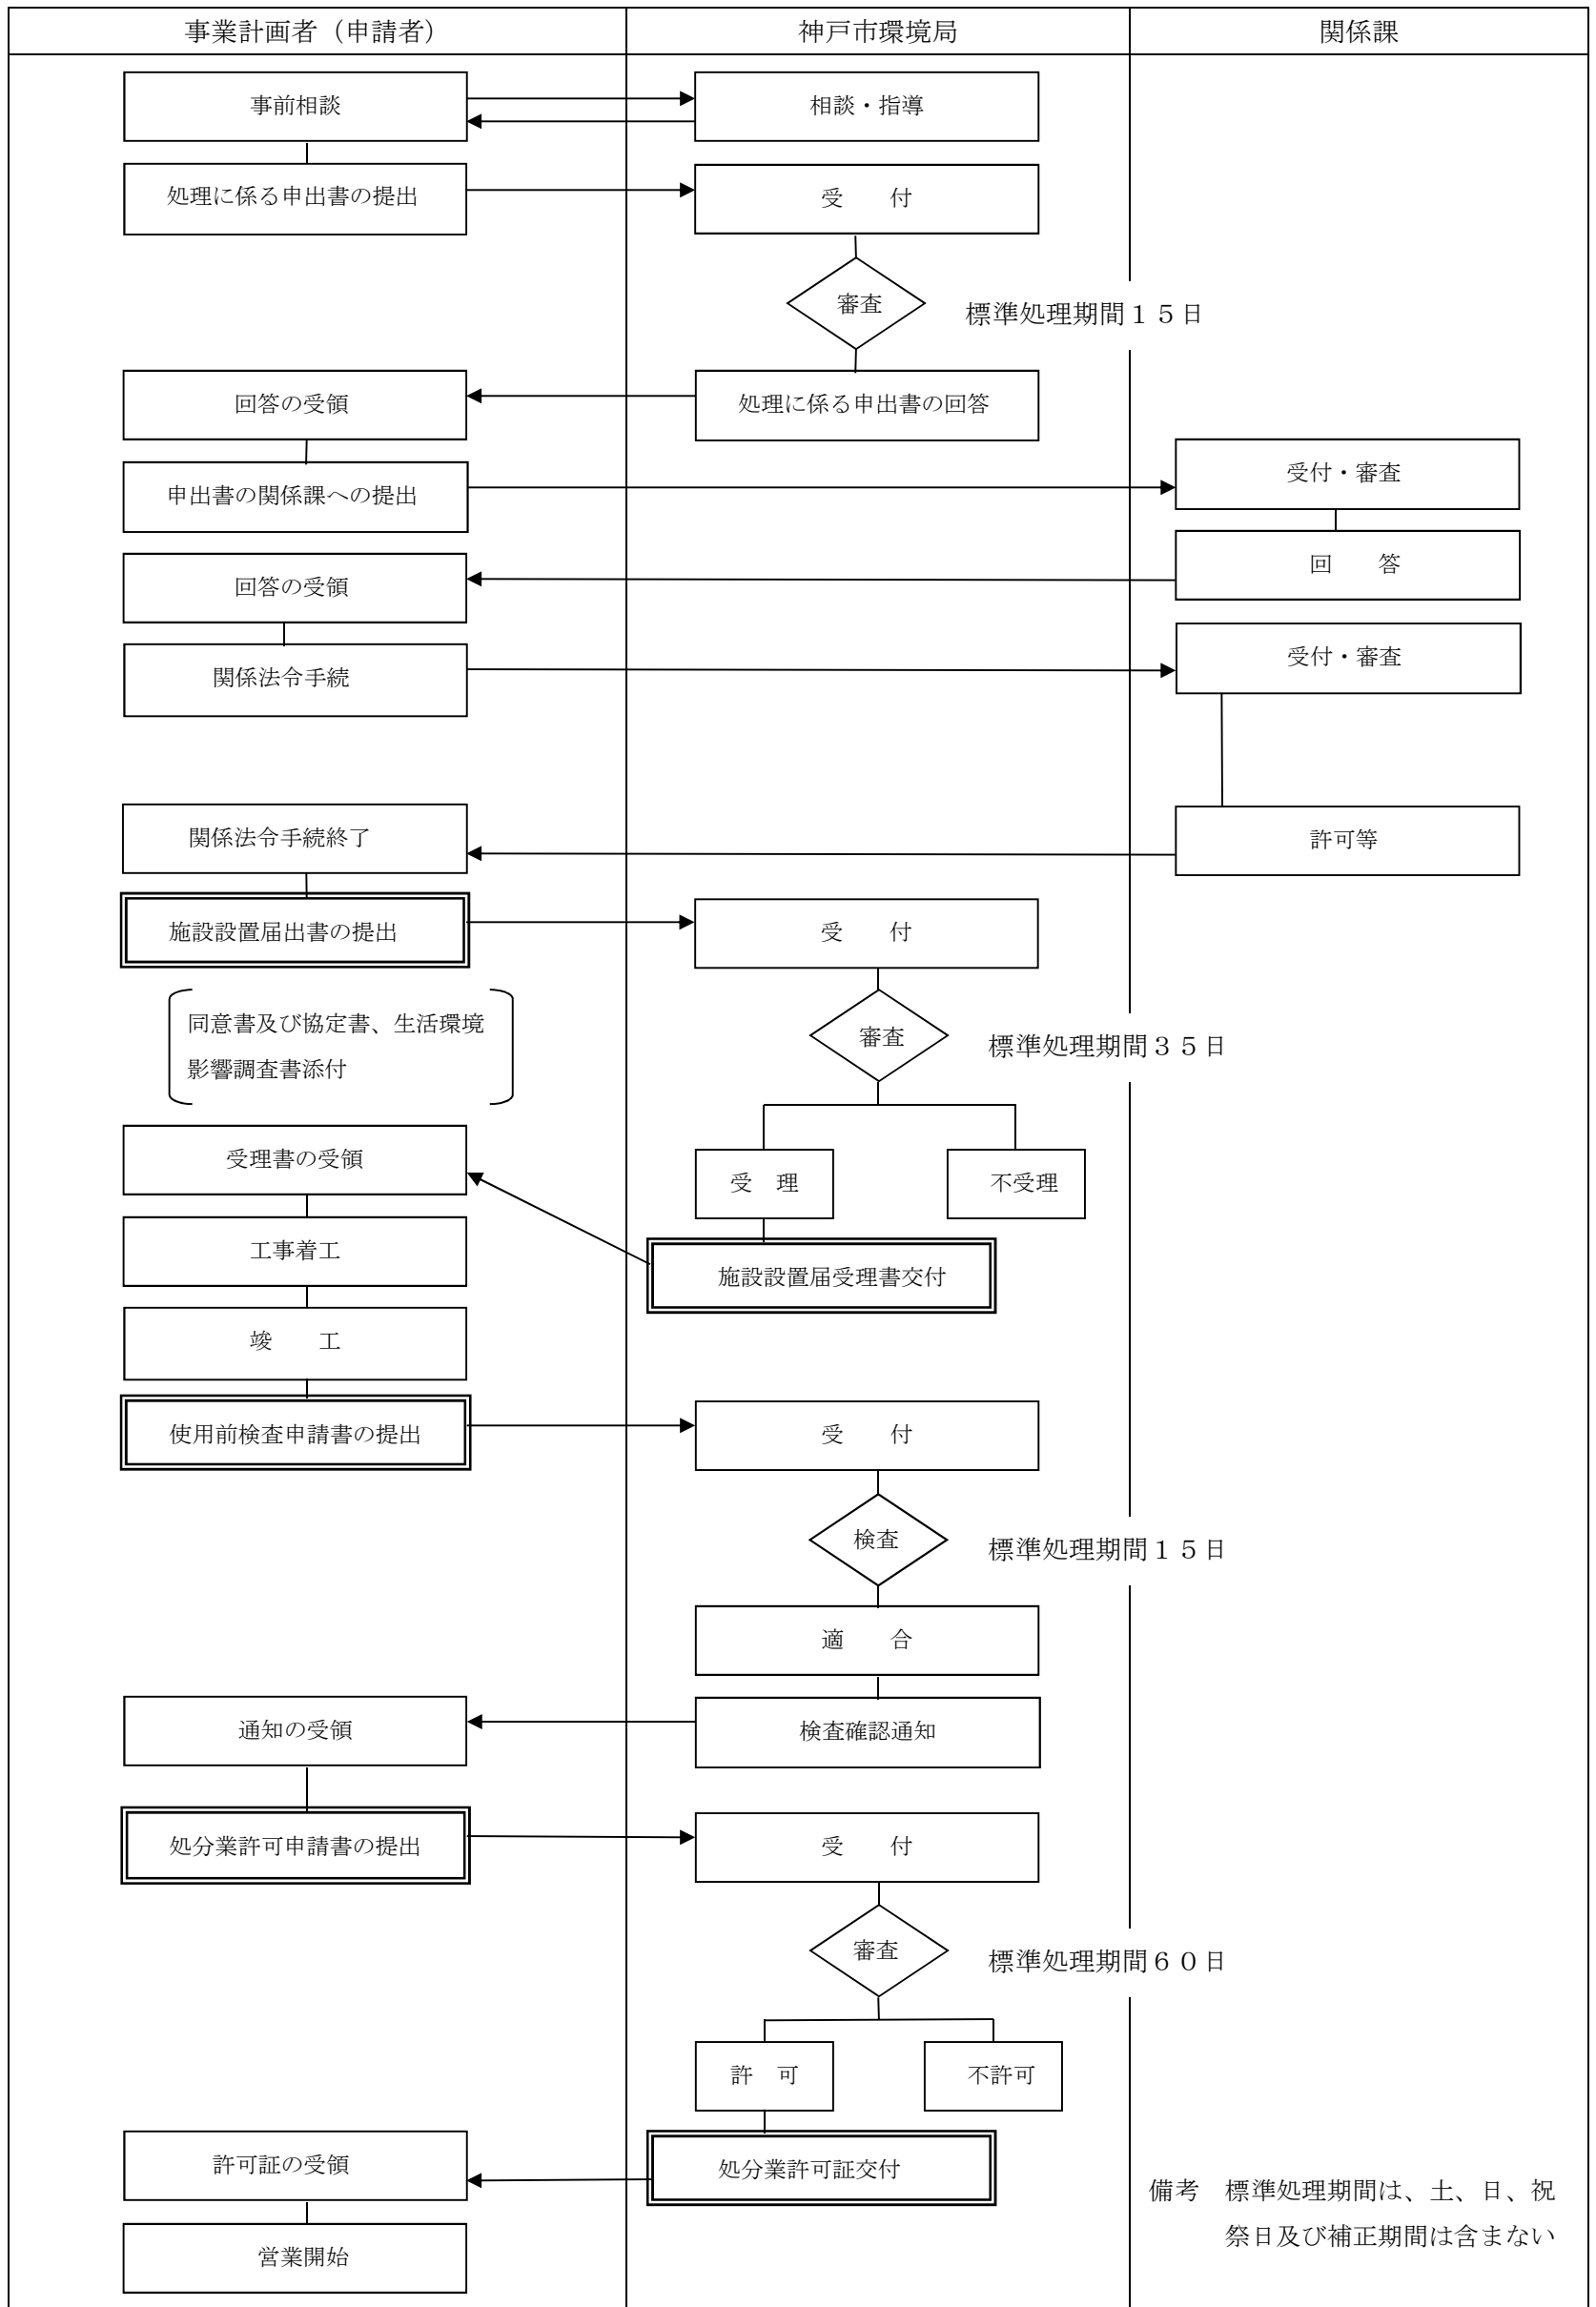 事業計画者（申請者）
神戸市環境局
関係課
事前相談
相談・指導
処理に係る申出書の提出
受　　付
審査
標準処理期間１５日
回答の受領
処理に係る申出書の回答
申出書の関係課への提出
受付・審査
回　　答
回答の受領
関係法令手続
受付・審査
関係法令手続終了
許可等
施設設置届出書の提出
受　　付
同意書及び協定書、生活環境
影響調査書添付
審査
標準処理期間３５日
受理書の受領
受　理
不受理
工事着工
施設設置届受理書交付
竣　　工
使用前検査申請書の提出
受　　付
検査
標準処理期間１５日
適　　合
通知の受領
検査確認通知
処分業許可申請書の提出
受　　付
審査
標準処理期間６０日
許　可
不許可
許可証の受領
処分業許可証交付
営業開始
備考　標準処理期間は、土、日、祝
祭日及び補正期間は含まない